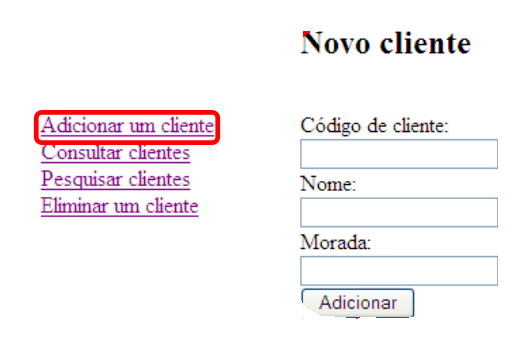 Novo cliente
Adicionar um cliente
Consultar clientes
Pesquisar clientes
Eliminar um cliente
Código de cliente:
Nome:
Morada:
Adicionar